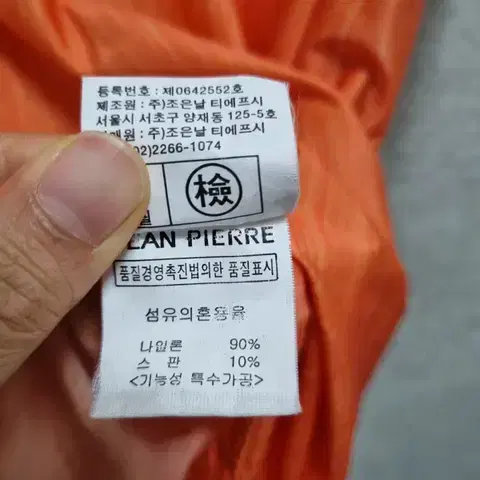 등록번호 : 제0642552호
제조원 : 주)조은날 티에프시
서울시 서초구 양재동 125-5호
매원 : 주)조은날 티에프시
02)2266-1074
檢
EAN PIERRE
품질경영촉진법의한 품질표시
섬유의혼용율
나일론 90%
스 판 10%
<기능성 특수가공>